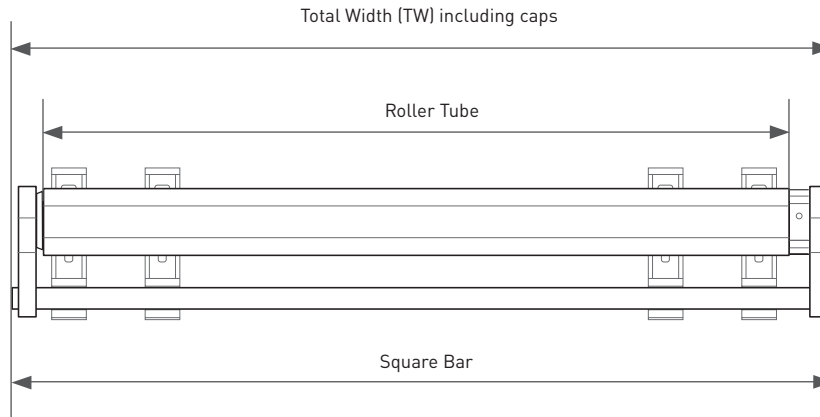 Total Width (TW) including caps
Roller Tube
Square Bar